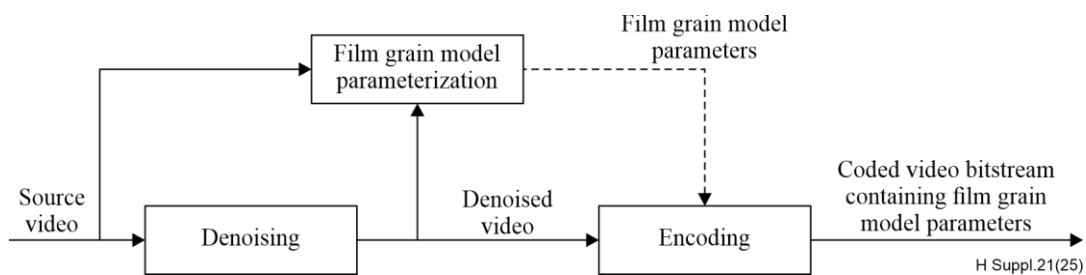 Film grain model
parameterization
Film grain model
parameters
Source
video
Denoising
Denoised
video
Encoding
Coded video bitstream
containing film grain
model parameters
H Suppl.21(25)